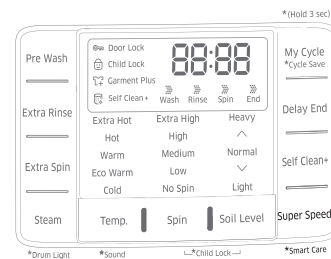 *(Hold 3 sec)
Pre Wash
Door Lock
Child Lock
Garment Plus
Self Clean+
88:88
Wash Rinse Spin End
My Cycle
*Cycle Save
Extra Rinse
Extra Hot Extra High Heavy
Hot High
Warm Medium Normal
Eco Warm Low
Cold No Spin Light
Delay End
Extra Spin
Self Clean+
Steam
Temp. Spin Soil Level
Super Speed
*Drum Light *Sound *Child Lock *Smart Care